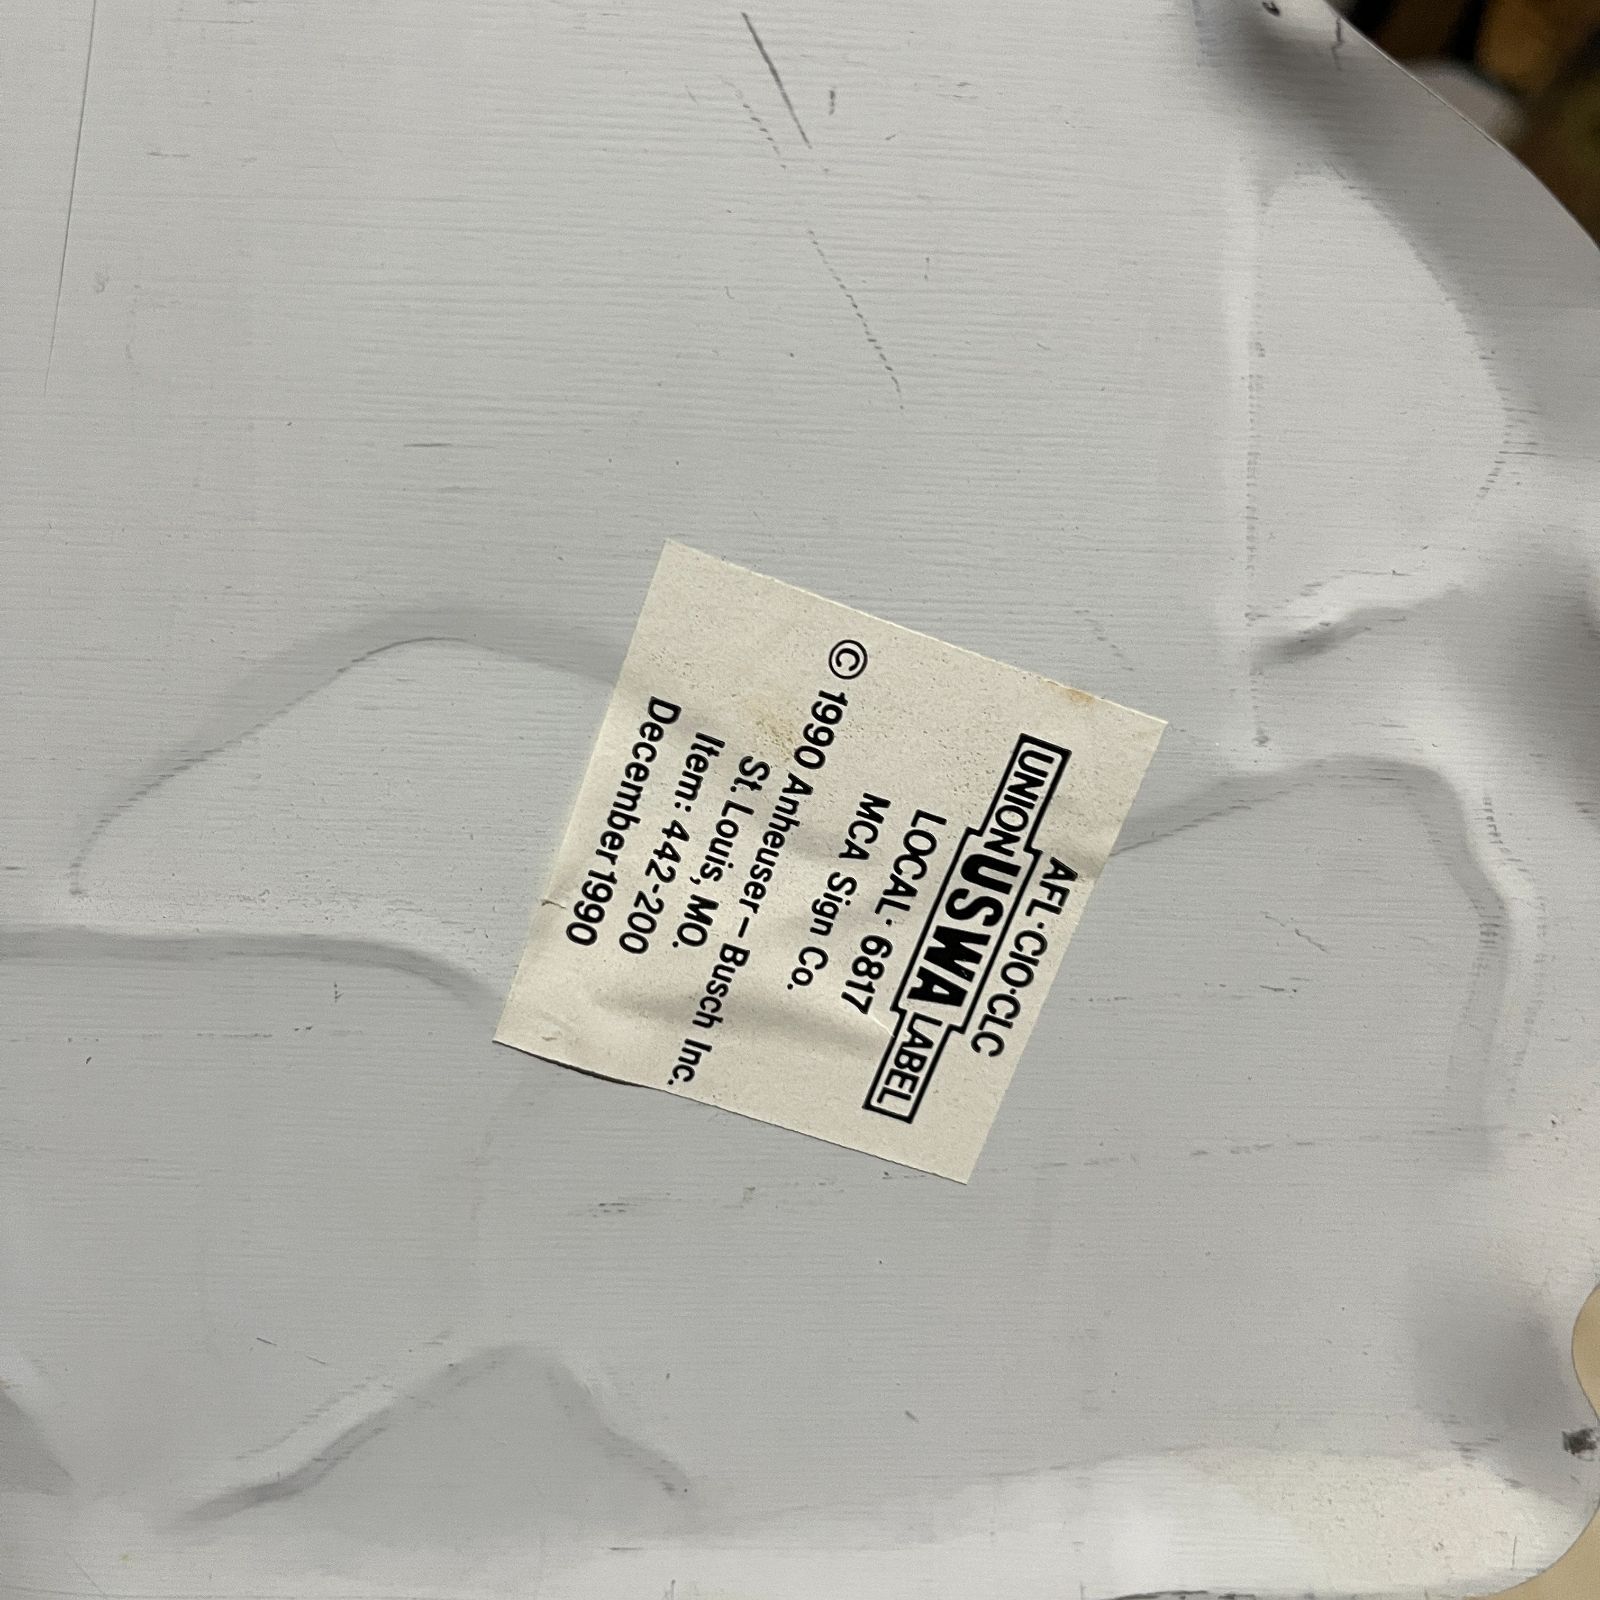 AFL·CIO·CLC
UNION USWA LABEL
LOCAL· 6817
MCA Sign Co.
© 1990 Anheuser–Busch Inc.
St. Louis, MO.
Item: 442-200
December 1990